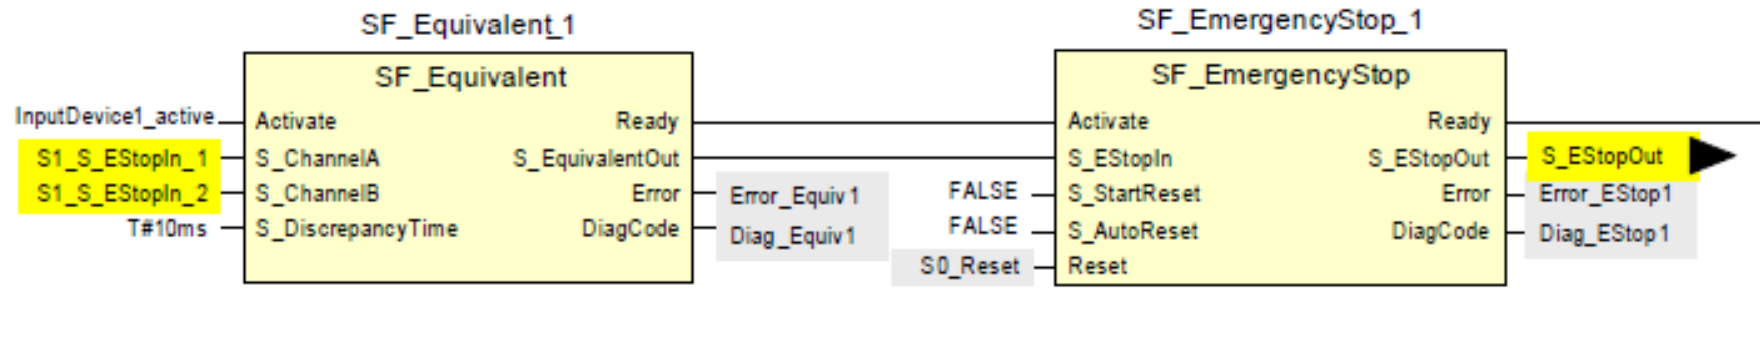 SF_Equivalent_1
SF_Equivalent
InputDevice1_active
Activate
Ready
S1_S_EStopIn_1
S_ChannelA
S_EquivalentOut
S1_S_EStopIn_2
S_ChannelB
Error
Error_Equiv1
T#10ms
S_DiscrepancyTime
DiagCode
Diag_Equiv1
SF_EmergencyStop_1
SF_EmergencyStop
Activate
Ready
S_EStopIn
S_EStopOut
S_EStopOut
FALSE
S_StartReset
Error
Error_EStop1
FALSE
S_AutoReset
DiagCode
Diag_EStop1
S0_Reset
Reset